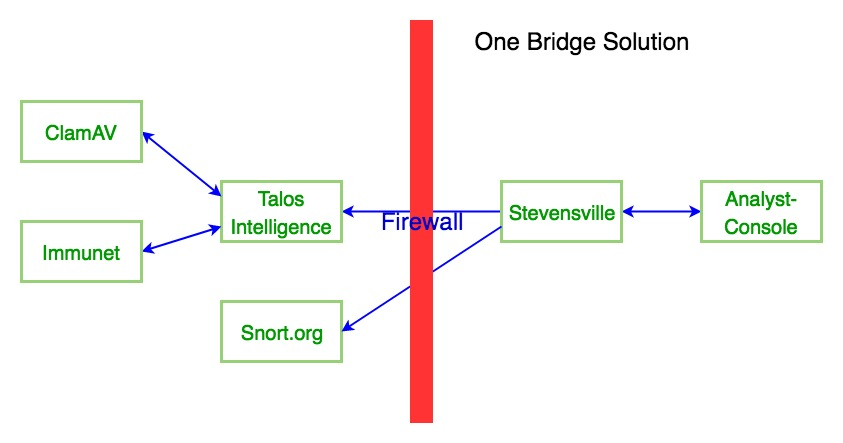 One Bridge Solution
ClamAV
Talos
Intelligence
Firewall
Stevensville
Analyst-
Console
Immunet
Snort.org